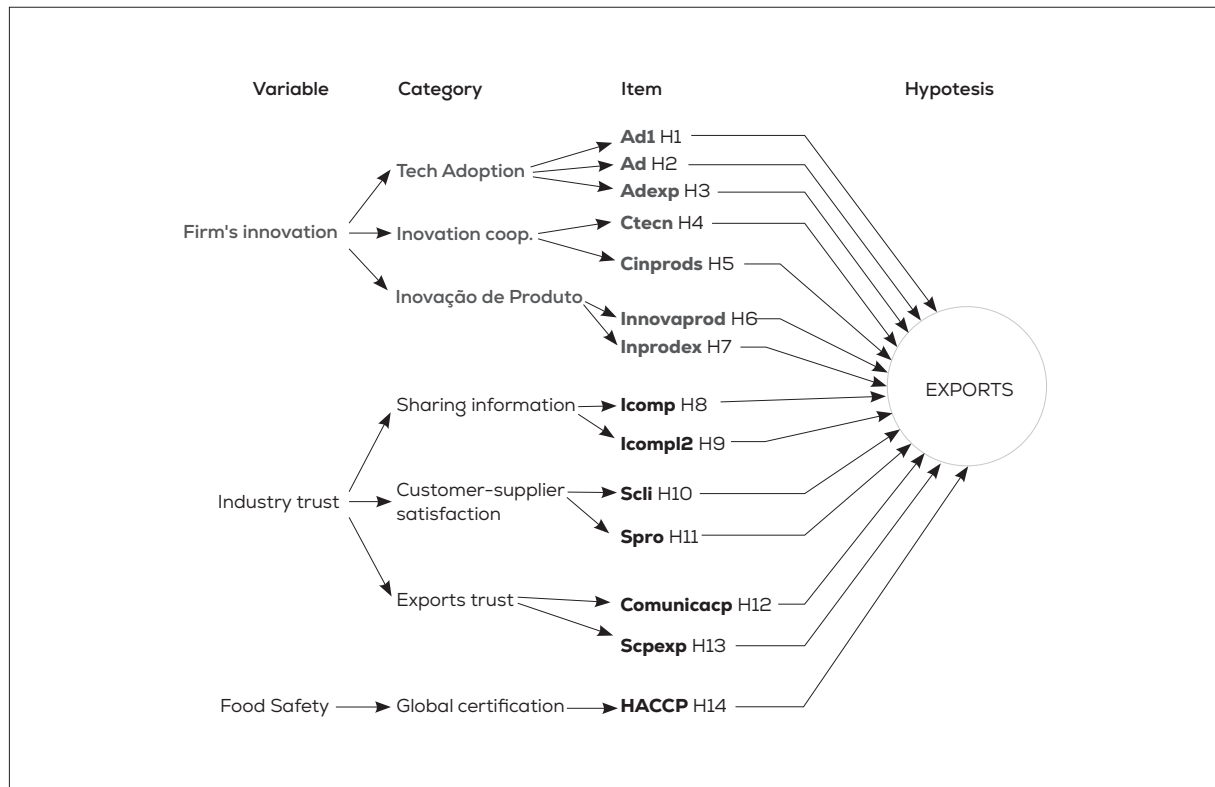 Variable Category Item Hypotesis
Ad1 H1
Tech Adoption Ad H2
Adexp H3
Firm's innovation Inovation coop. Ctecn H4
Cinprods H5
Inovação de Produto Innovaprod H6
Inprodex H7
EXPORTS
Sharing information Icomp H8
Icompl2 H9
Industry trust Customer-supplier Scli H10
satisfaction
Spro H11
Exports trust Comunicacp H12
Scpexp H13
Food Safety Global certification HACCP H14